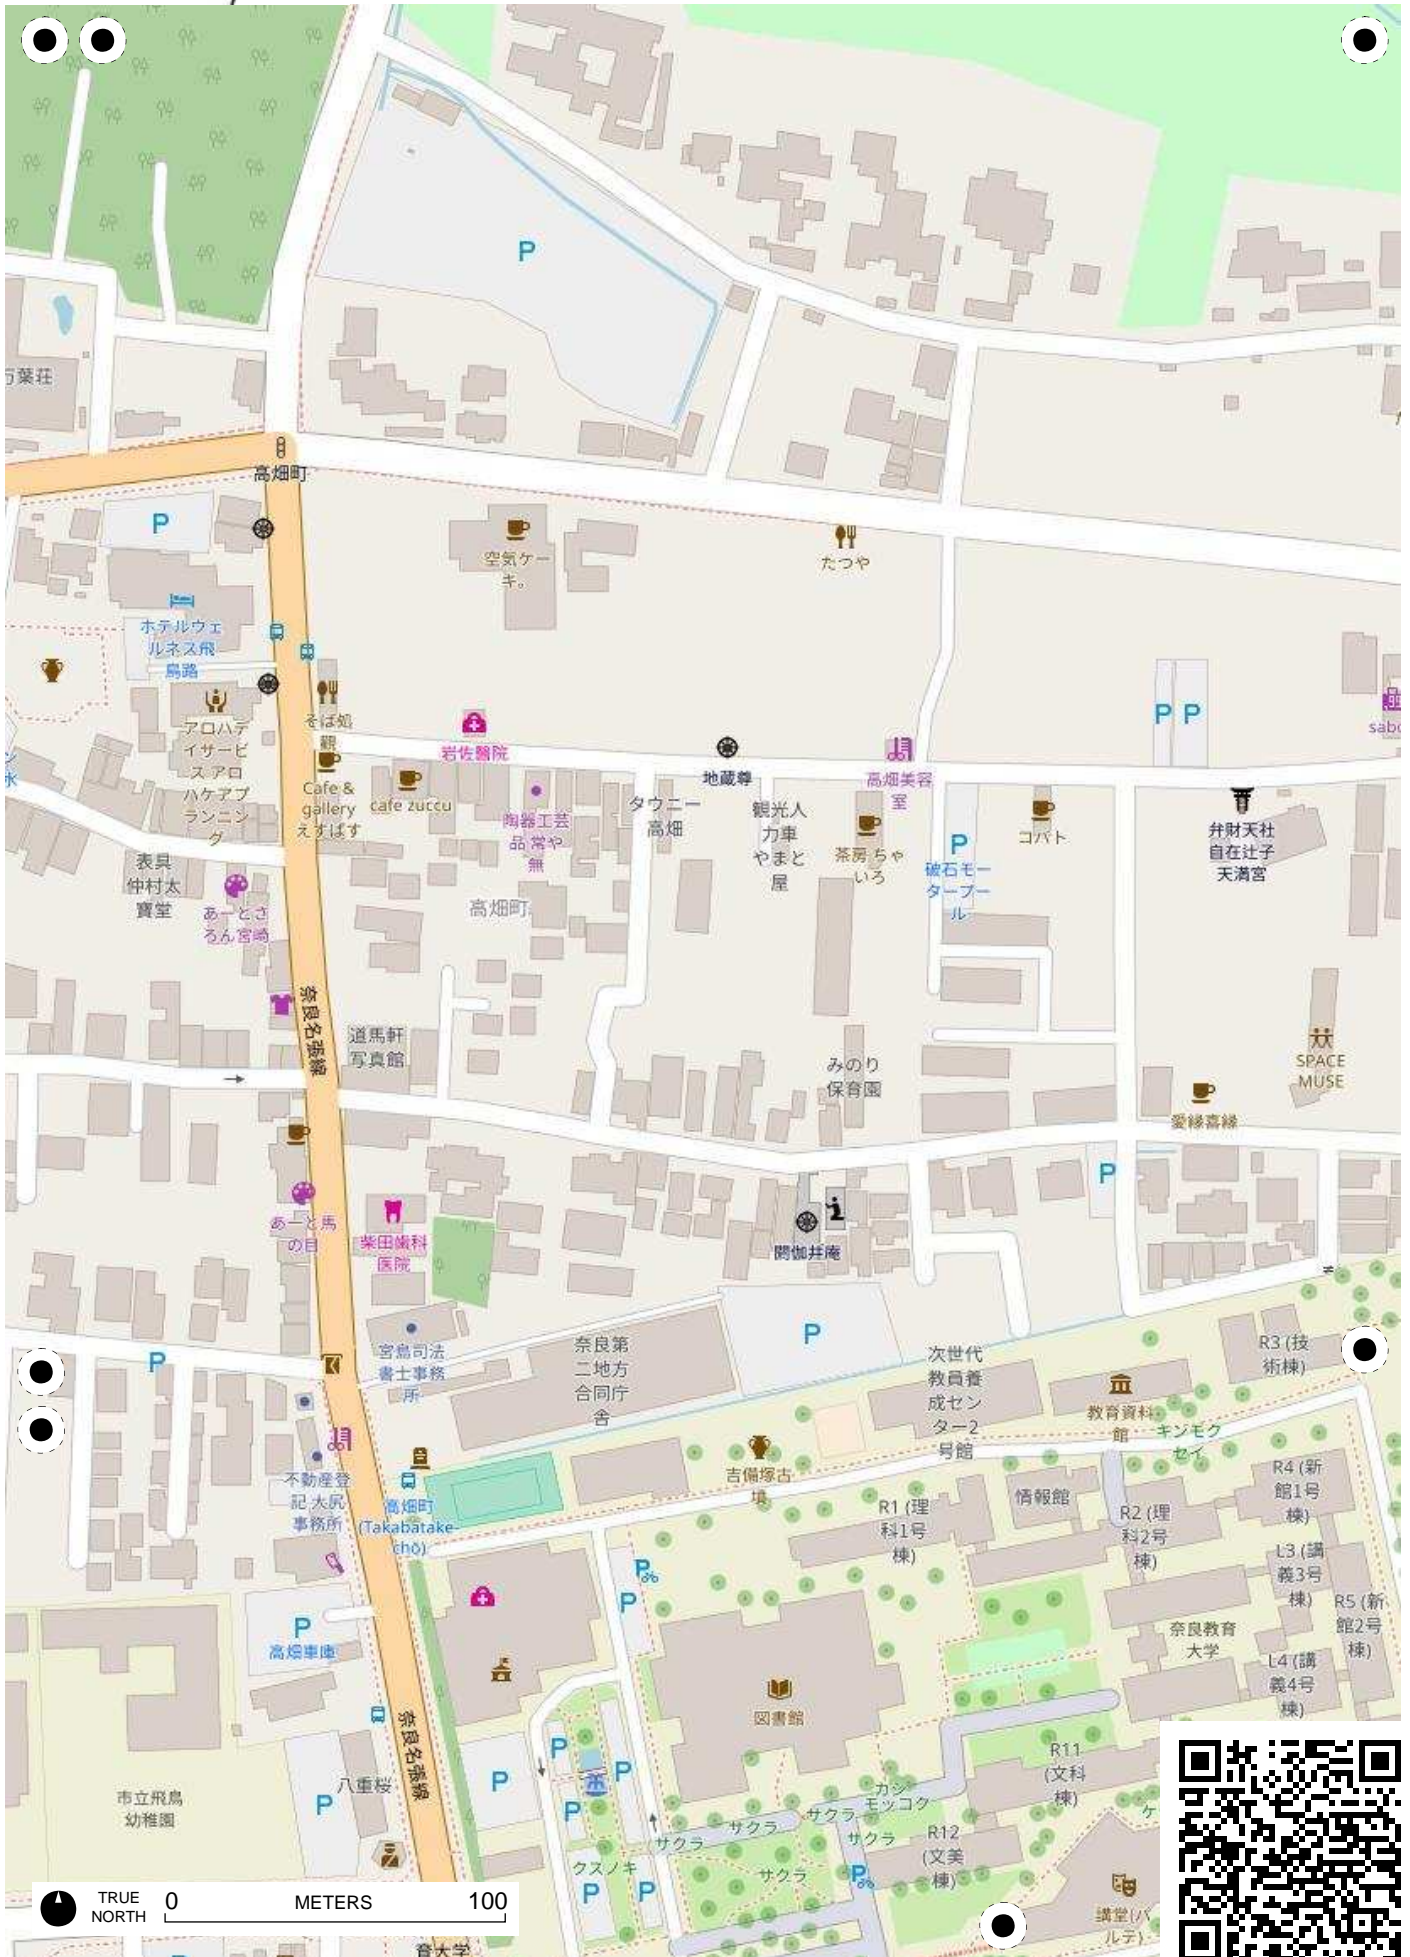 万葉荘
高畑町
空気ケー
キ。
たつや
ホテルウェ
ルネス飛
鳥路
アロハデ
イサービ
ス アロ
ハケアプ
ランニン
グ
そば処
觀
Cafe &
gallery
えすぱす
cafe zuccu
岩佐醫院
陶器工芸
品 常や
無
地蔵尊
タウニー
高畑
観光人
力車
やまと
屋
高畑美容
室
茶房 ちゃ
いろ
P
破石モー
タープー
ル
コバト
弁財天社
自在辻子
天満宮
表具
仲村太
寶堂
あーとさ
ろん宮崎
高畑町
奈良名張線
道馬軒
写真館
みのり
保育園
SPACE
MUSE
愛縁喜縁
あーと馬
の目
柴田歯科
医院
閼伽井庵
宮島司法
書士事務
所
奈良第
二地方
合同庁
舎
次世代
教員養
成セン
ター2
号館
R3 (技
術棟)
教育資料
館
キンモク
セイ
吉備塚古
墳
不動産登
記 大尻
事務所
高畑町
(Takabatake-
chō)
R1 (理
科1号
棟)
情報館
R2 (理
科2号
棟)
R4 (新
館1号
棟)
L3 (講
義3号
棟)
R5 (新
館2号
棟)
奈良教育
大学
L4 (講
義4号
棟)
P
高畑車庫
図書館
奈良名張線
八重桜
市立飛鳥
幼稚園
R11
(文科
棟)
カシ
モッコク
サクラ
サクラ
サクラ
サクラ
サクラ
クスノキ
R12
(文美
棟)
講堂(パ
ルテ)
TRUE
NORTH
0 METERS 100
育大学